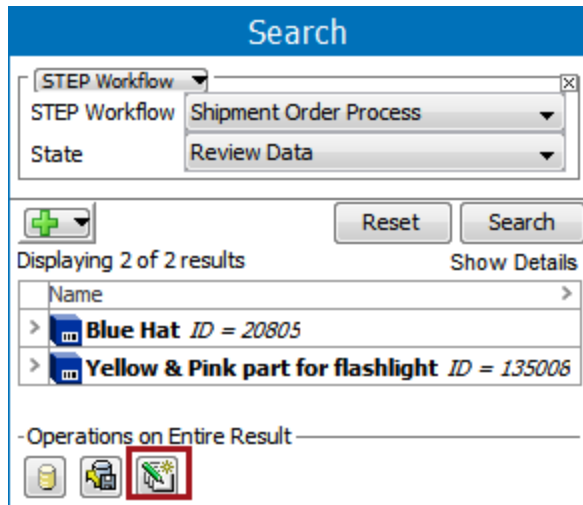 Search
STEP Workflow
STEP Workflow Shipment Order Process
State Review Data
Reset Search
Displaying 2 of 2 results Show Details
Name >
> Blue Hat ID = 20805
> Yellow & Pink part for flashlight ID = 135008
Operations on Entire Result